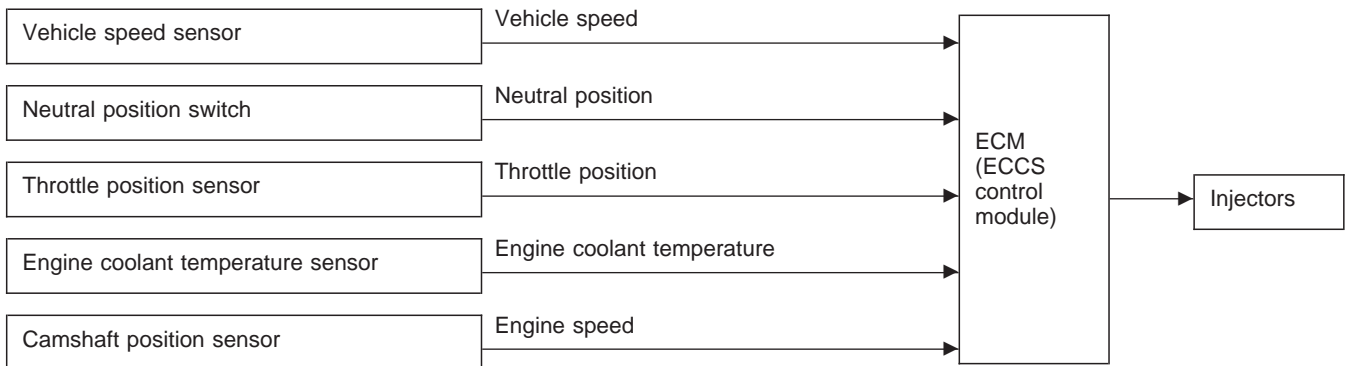 Vehicle speed sensor
Vehicle speed
Neutral position switch
Neutral position
Throttle position sensor
Throttle position
Engine coolant temperature sensor
Engine coolant temperature
Camshaft position sensor
Engine speed
ECM
(ECCS
control
module)
Injectors